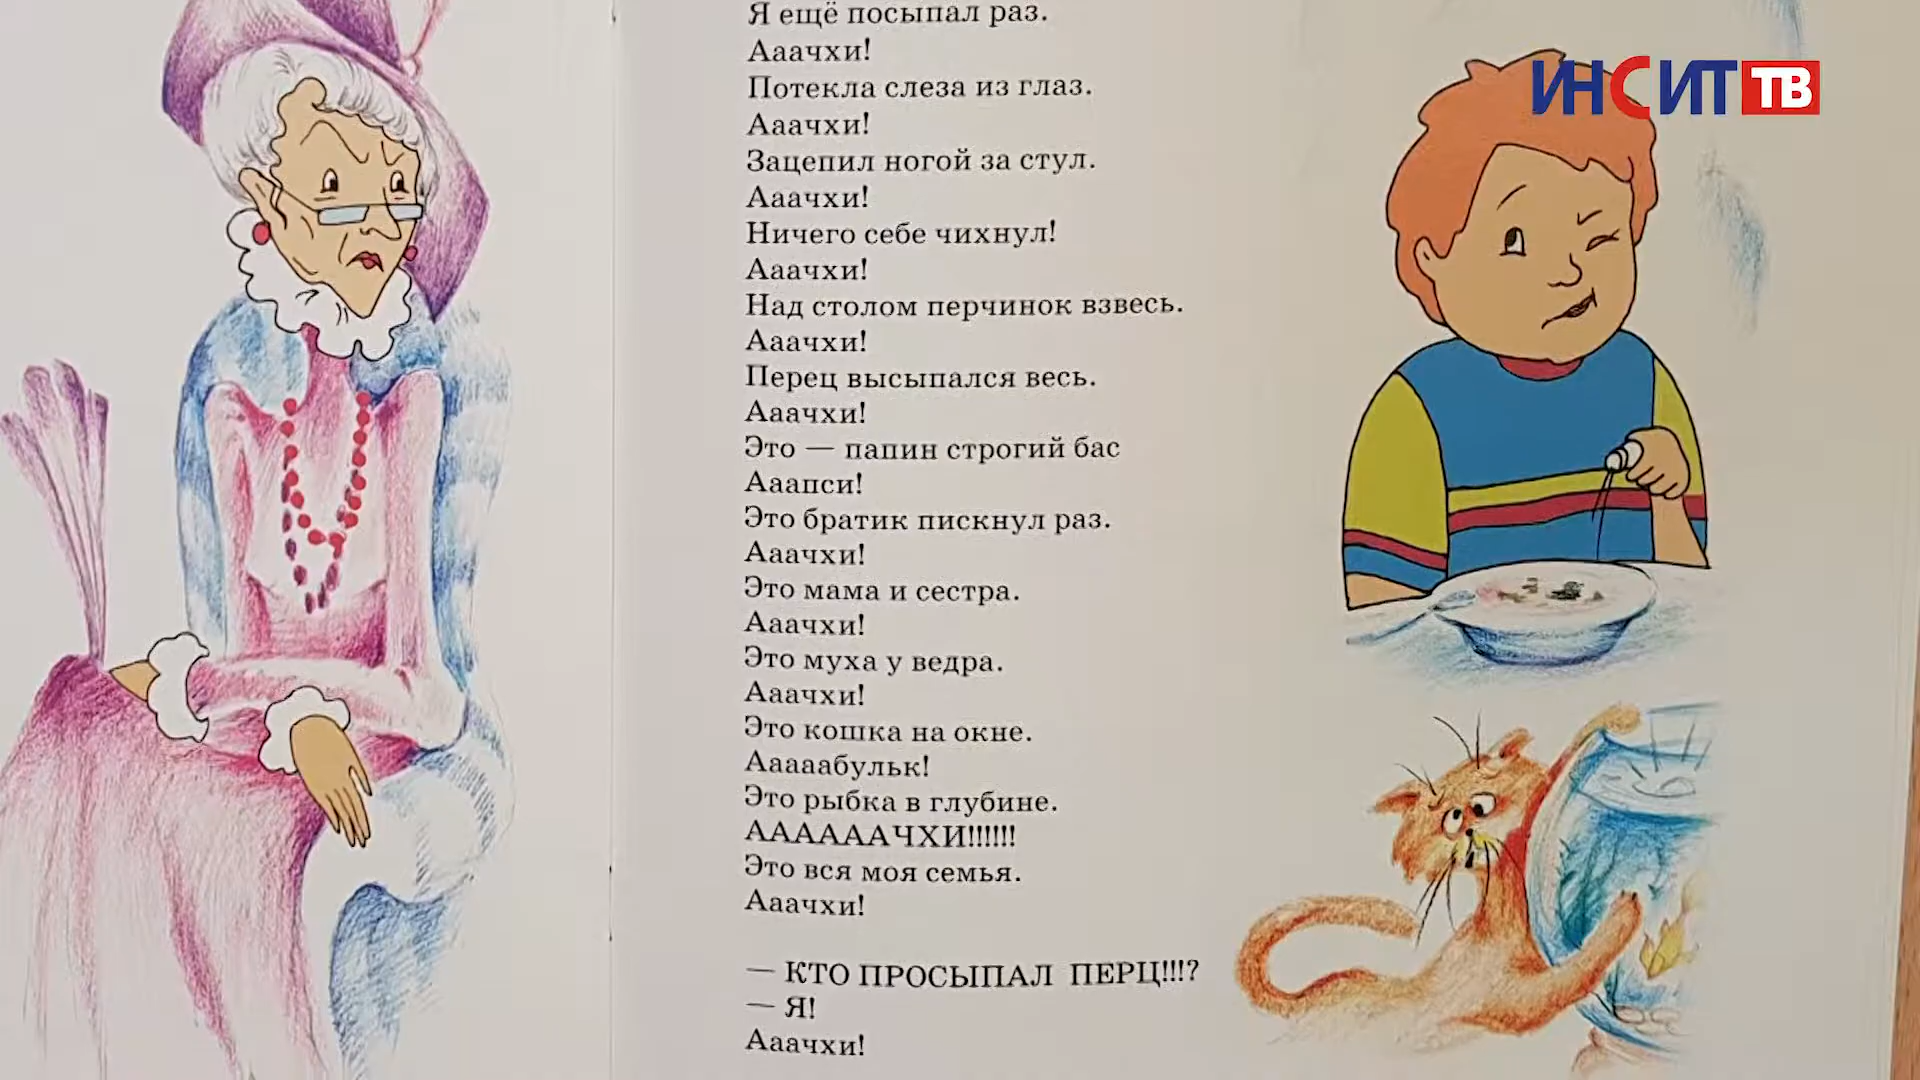 Я ещё посыпал раз.
Ааачхи!
Потекла слеза из глаз.
Ааачхи!
Зацепил ногой за стул.
Ааачхи!
Ничего себе чихнул!
Ааачхи!
Над столом перчинок взвесь.
Ааачхи!
Перец высыпался весь.
Ааачхи!
Это — папин строгий бас
Ааапси!
Это братик пискнул раз.
Ааачхи!
Это мама и сестра.
Ааачхи!
Это муха у ведра.
Ааачхи!
Это кошка на окне.
Ааааабульк!
Это рыбка в глубине.
АААААAЧХИ!!!!!!
Это вся моя семья.
Ааачхи!
— КТО ПРОСЫПАЛ ПЕРЦ!!!?
— Я!
Ааачхи!
ИНСИТ ТВ